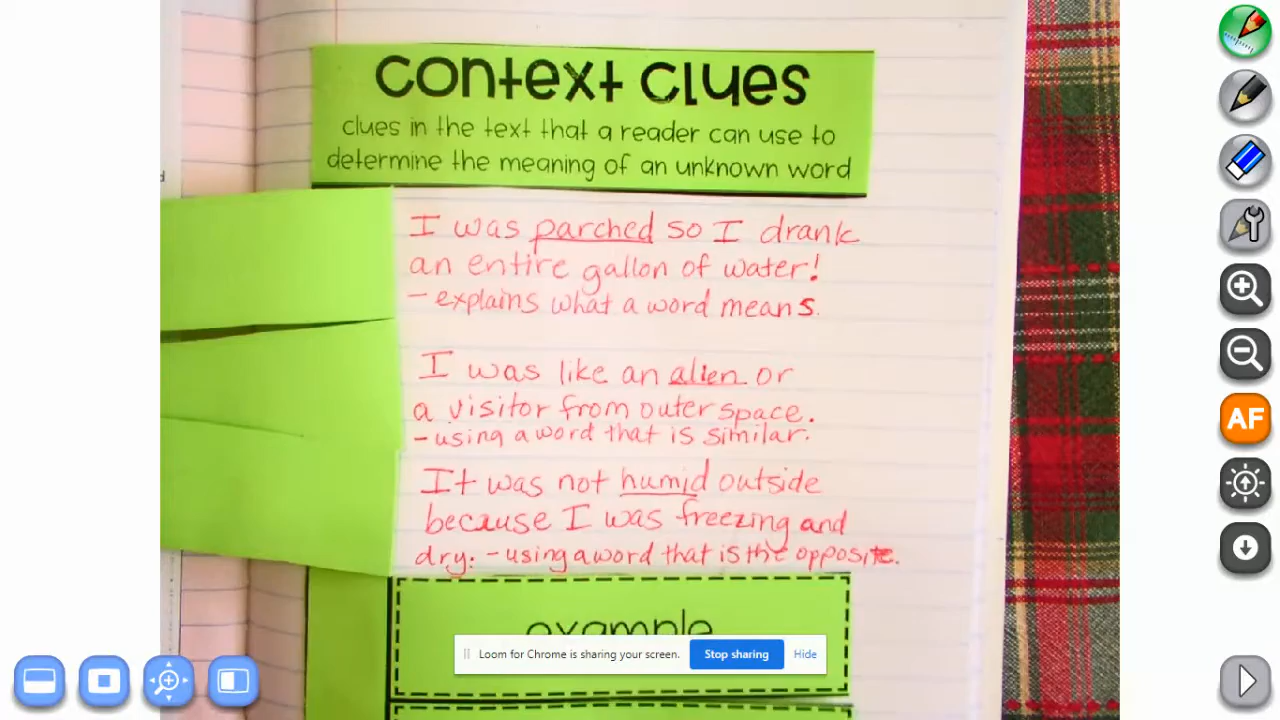 context clues
clues in the text that a reader can use to
determine the meaning of an unknown word
I was parched so I drank
an entire gallon of water!
- explains what a word means.
I was like an alien or
a visitor from outer space.
- using a word that is similar.
It was not humid outside
because I was freezing and
dry. - using a word that is the opposite.
example
Loom for Chrome is sharing your screen. Stop sharing Hide
AF